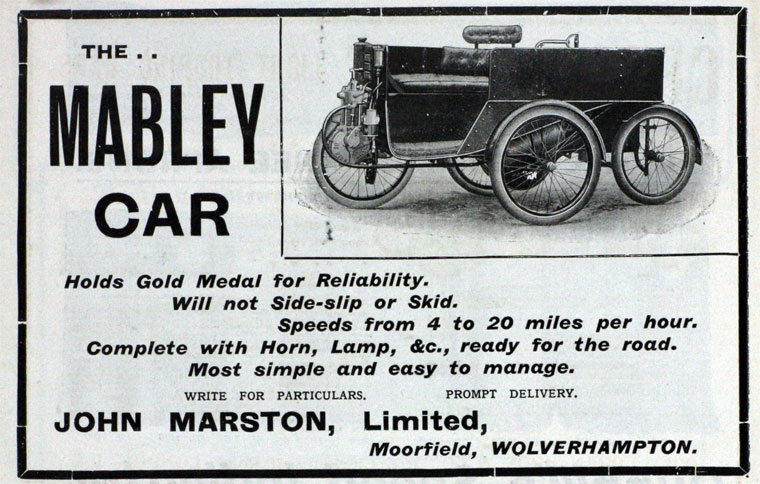 THE . .
MABLEY
CAR
Holds Gold Medal for Reliability.
Will not Side-slip or Skid.
Speeds from 4 to 20 miles per hour.
Complete with Horn, Lamp, &c., ready for the road.
Most simple and easy to manage.
WRITE FOR PARTICULARS. PROMPT DELIVERY.
JOHN MARSTON, Limited,
Moorfield, WOLVERHAMPTON.